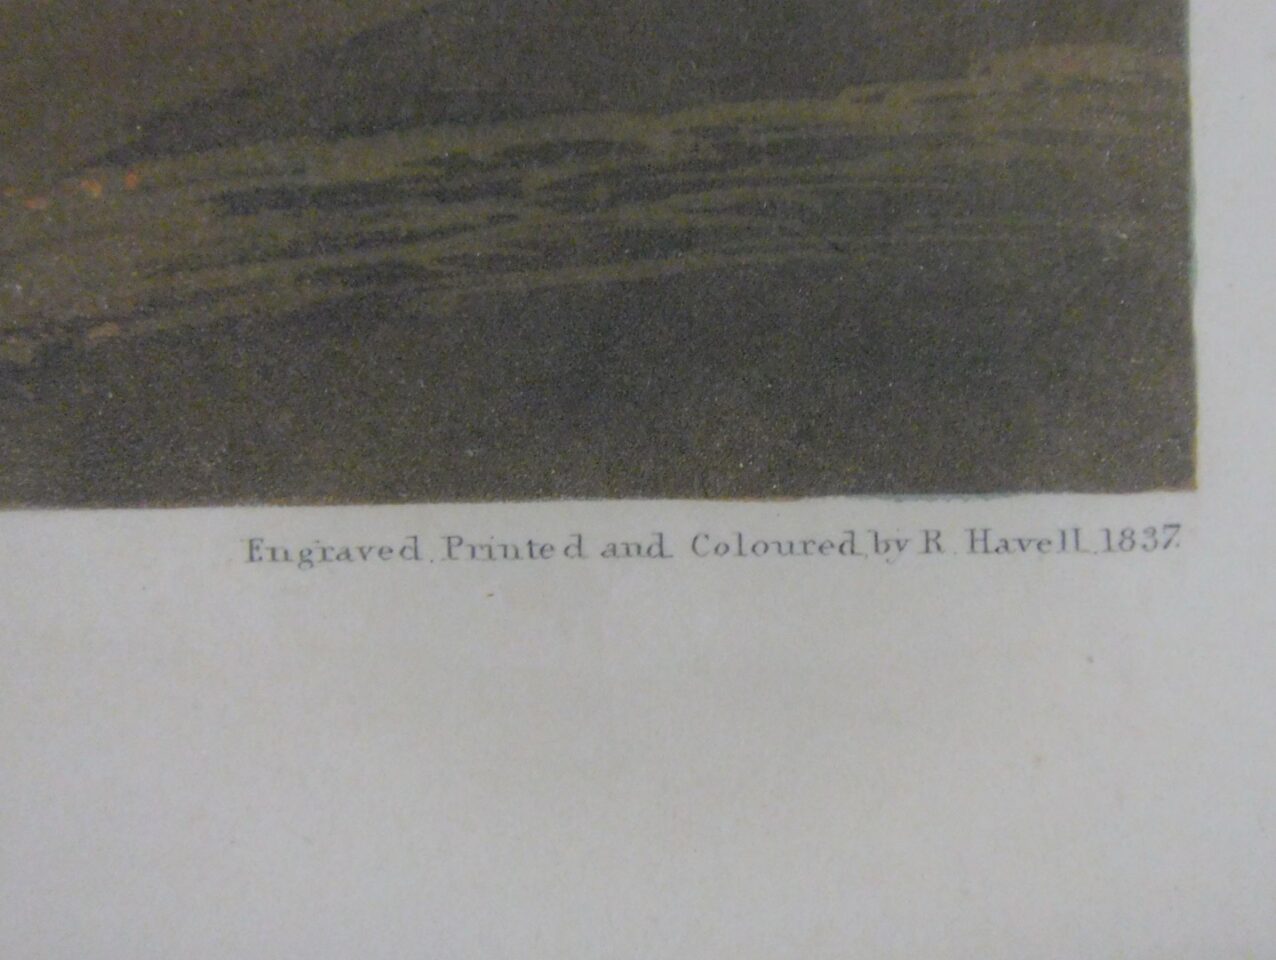 Engraved, Printed and Coloured, by R. Havell, 1837.